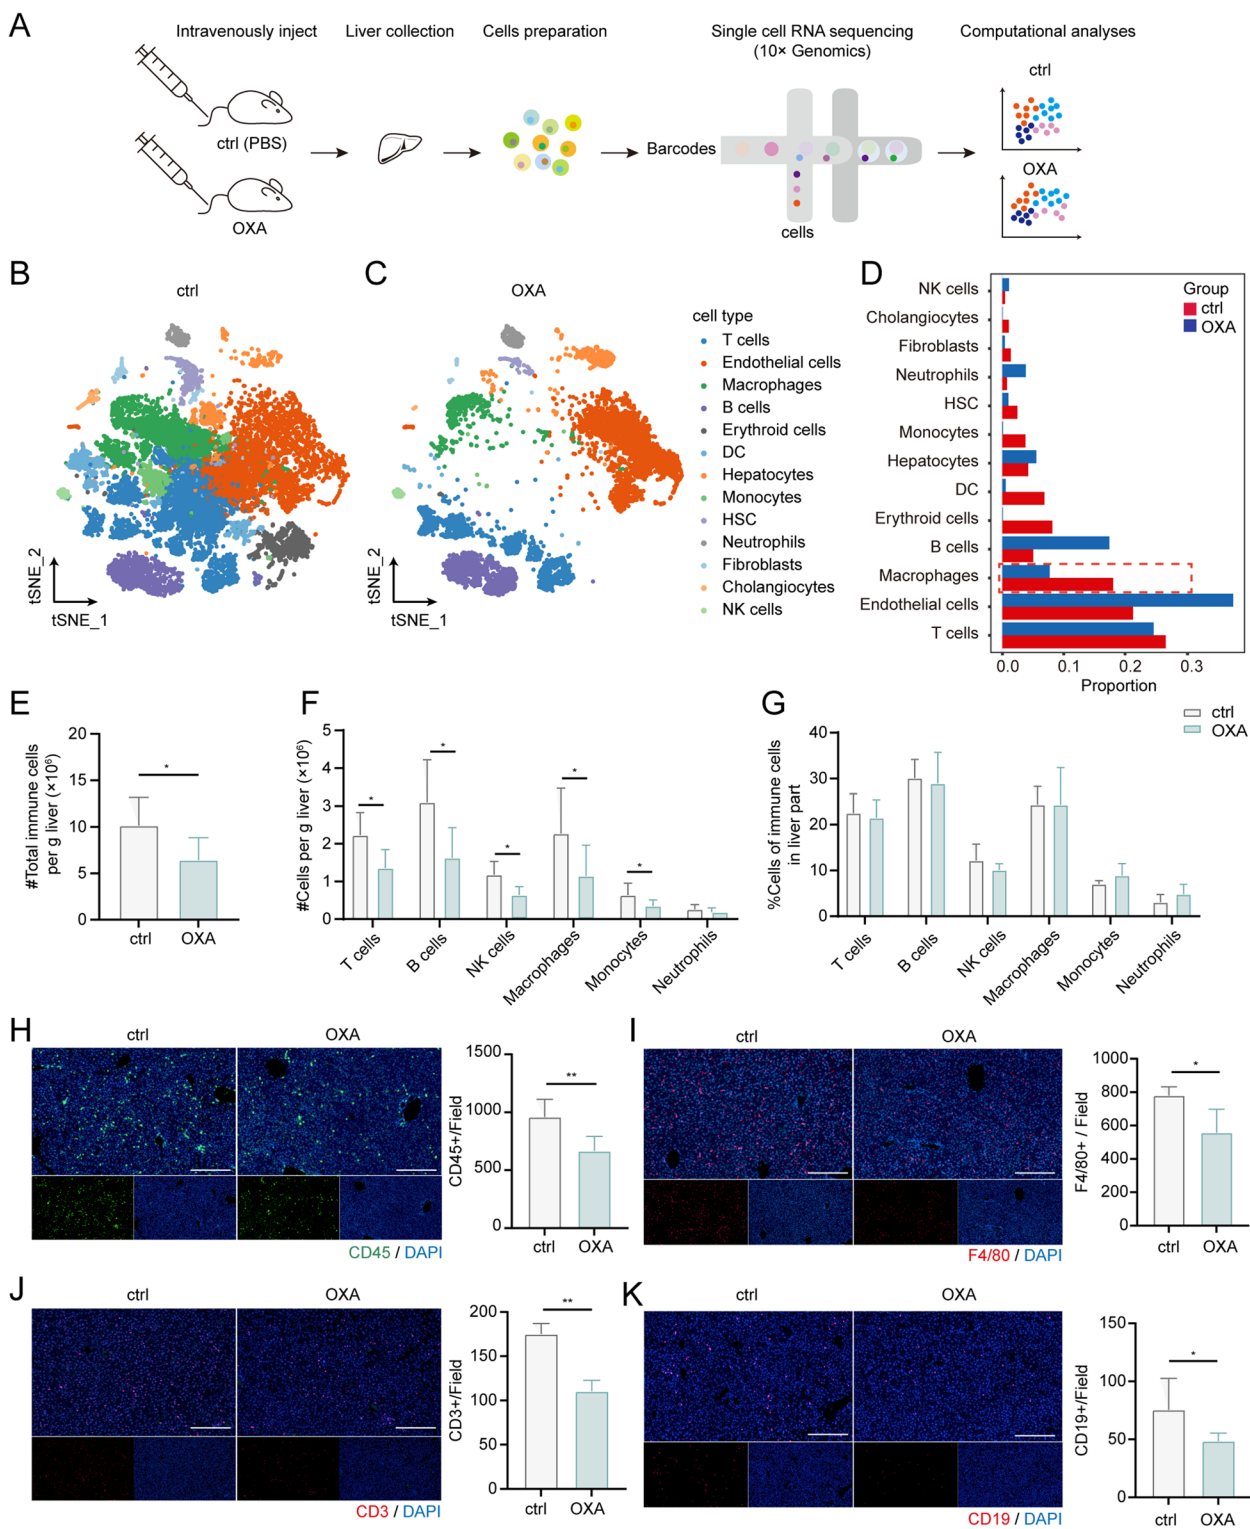 A
Intravenously inject
Liver collection
Cells preparation
Single cell RNA sequencing
(10× Genomics)
Computational analyses
ctrl
ctrl (PBS)
Barcodes
OXA
OXA
cells
B
ctrl
C
OXA
tSNE_2
tSNE_1
tSNE_2
tSNE_1
cell type
T cells
Endothelial cells
Macrophages
B cells
Erythroid cells
DC
Hepatocytes
Monocytes
HSC
Neutrophils
Fibroblasts
Cholangiocytes
NK cells
D
NK cells
Cholangiocytes
Fibroblasts
Neutrophils
HSC
Monocytes
Hepatocytes
DC
Erythroid cells
B cells
Macrophages
Endothelial cells
T cells
Group
ctrl
OXA
0.0 0.1 0.2 0.3
Proportion
E
#Total immune cells
per g liver (×10⁶)
20
15
10
5
0
*
ctrl OXA
F
#Cells per g liver (×10⁶)
5
4
3
2
1
0
* * * * *
T cells
B cells
NK cells
Macrophages
Monocytes
Neutrophils
G
%Cells of immune cells
in liver part
40
30
20
10
0
T cells
B cells
NK cells
Macrophages
Monocytes
Neutrophils
ctrl
OXA
H
ctrl
OXA
CD45 / DAPI
CD45+/Field
1500
1000
500
0
**
ctrl OXA
I
ctrl
OXA
F4/80 / DAPI
F4/80+ / Field
1000
800
600
400
200
0
*
ctrl OXA
J
ctrl
OXA
CD3 / DAPI
CD3+/Field
200
150
100
50
0
**
ctrl OXA
K
ctrl
OXA
CD19 / DAPI
CD19+/Field
150
100
50
0
*
ctrl OXA